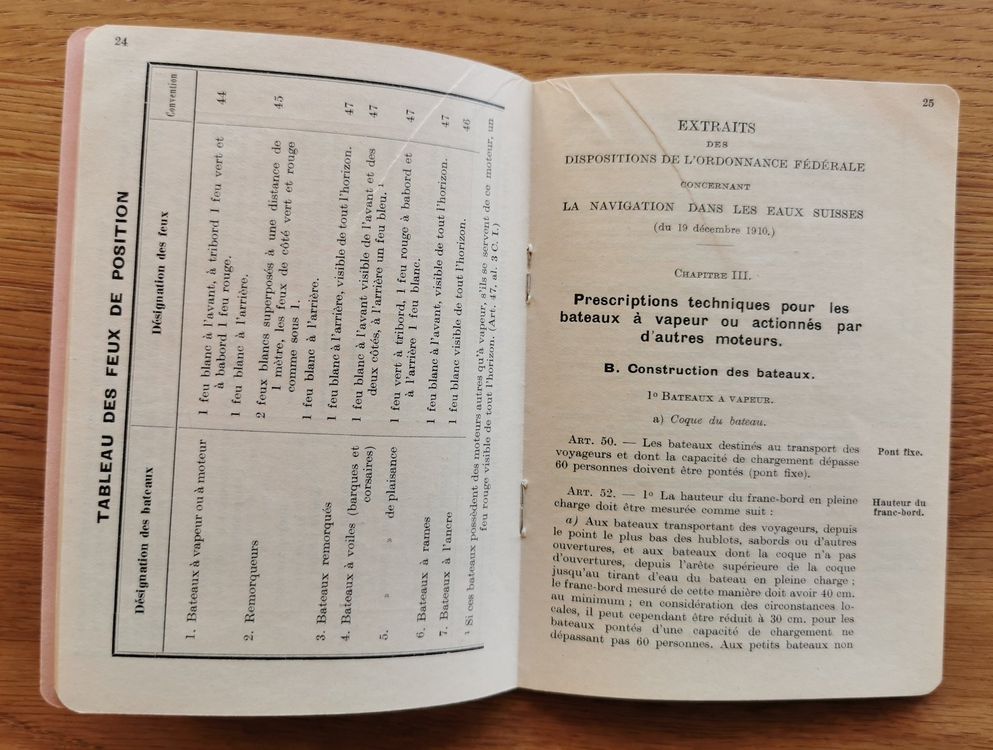 24
TABLEAU DES FEUX DE POSITION
Désignation des bateaux
Désignation des feux
Convention
1. Bateaux à vapeur ou à moteur
1 feu blanc à l'avant, à tribord 1 feu vert et
à babord 1 feu rouge.
44
1 feu blanc à l'arrière.
2. Remorqueurs
2 feux blancs superposés à une distance de
1 mètre, les feux de côté vert et rouge
comme sous 1.
45
3. Bateaux remorqués
1 feu blanc à l'arrière.
1 feu blanc à l'arrière, visible de tout l'horizon.
47
4. Bateaux à voiles (barques et
corsaires)
1 feu blanc à l'avant visible de l'avant et des
deux côtés, à l'arrière un feu bleu. ¹
47
5. » » de plaisance
1 feu vert à tribord, 1 feu rouge à babord et
à l'arrière 1 feu blanc.
47
6. Bateaux à rames
1 feu blanc à l'avant, visible de tout l'horizon.
47
7. Bateaux à l'ancre
1 feu blanc visible de tout l'horizon.
46
¹ Si ces bateaux possèdent des moteurs autres qu'à vapeur, s'ils se servent de ce moteur, un
feu rouge visible de tout l'horizon. (Art. 47, al. 3 C. I.)
25
EXTRAITS
DES
DISPOSITIONS DE L'ORDONNANCE FÉDÉRALE
CONCERNANT
LA NAVIGATION DANS LES EAUX SUISSES
(du 19 décembre 1910.)
CHAPITRE III.
Prescriptions techniques pour les
bateaux à vapeur ou actionnés par
d'autres moteurs.
B. Construction des bateaux.
1º BATEAUX A VAPEUR.
a) Coque du bateau.
ART. 50. — Les bateaux destinés au transport des
voyageurs et dont la capacité de chargement dépasse
60 personnes doivent être pontés (pont fixe).
Pont fixe.
ART. 52. — 1º La hauteur du franc-bord en pleine
charge doit être mesurée comme suit :
Hauteur du
franc-bord.
a) Aux bateaux transportant des voyageurs, depuis
le point le plus bas des hublots, sabords ou d'autres
ouvertures, et aux bateaux dont la coque n'a pas
d'ouvertures, depuis l'arête supérieure de la coque
jusqu'au tirant d'eau du bateau en pleine charge ;
le franc-bord mesuré de cette manière doit avoir 40 cm.
au minimum ; en considération des circonstances lo-
cales, il peut cependant être réduit à 30 cm. pour les
bateaux pontés d'une capacité de chargement ne
dépassant pas 60 personnes. Aux petits bateaux non